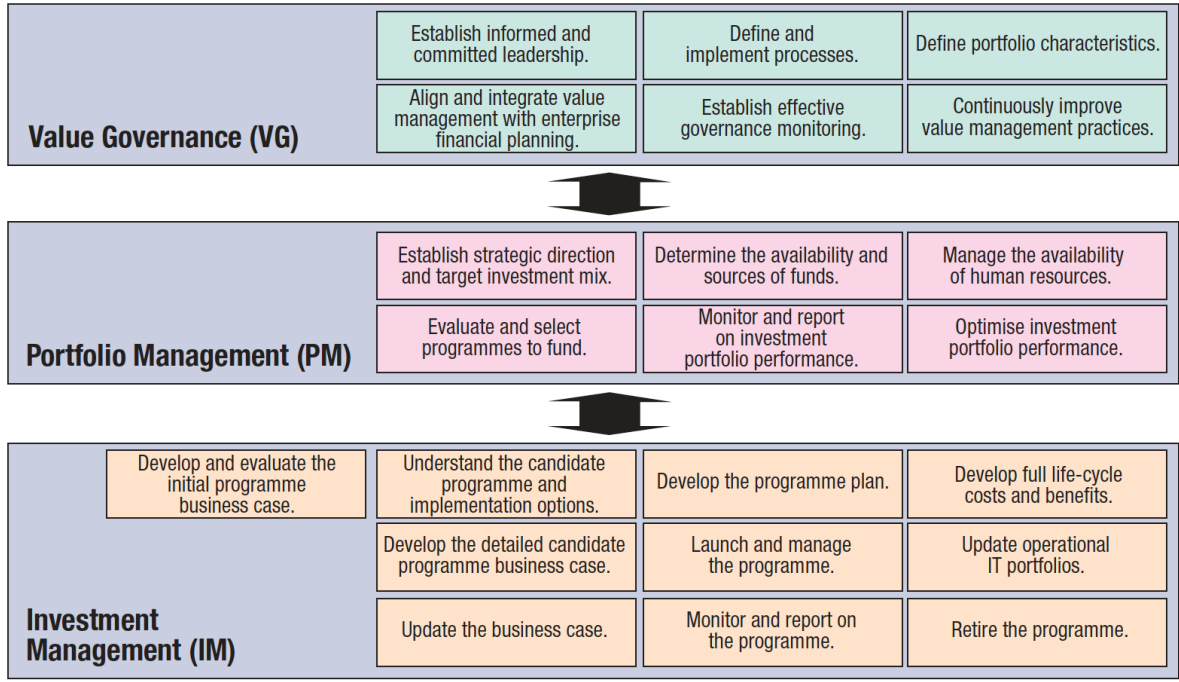 Value Governance (VG)
Establish informed and
committed leadership.
Define and
implement processes.
Define portfolio characteristics.
Align and integrate value
management with enterprise
financial planning.
Establish effective
governance monitoring.
Continuously improve
value management practices.
Portfolio Management (PM)
Establish strategic direction
and target investment mix.
Determine the availability and
sources of funds.
Manage the availability
of human resources.
Evaluate and select
programmes to fund.
Monitor and report
on investment
portfolio performance.
Optimise investment
portfolio performance.
Investment
Management (IM)
Develop and evaluate the
initial programme
business case.
Understand the candidate
programme and
implementation options.
Develop the programme plan.
Develop full life-cycle
costs and benefits.
Develop the detailed candidate
programme business case.
Launch and manage
the programme.
Update operational
IT portfolios.
Update the business case.
Monitor and report on
the programme.
Retire the programme.